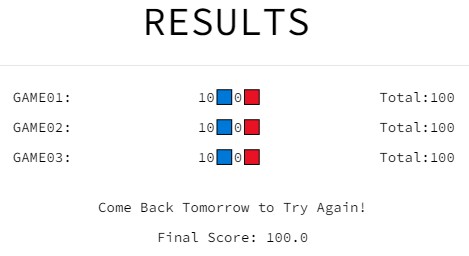 RESULTS
GAME01: 10🟦0🟥 Total:100
GAME02: 10🟦0🟥 Total:100
GAME03: 10🟦0🟥 Total:100
Come Back Tomorrow to Try Again!
Final Score: 100.0